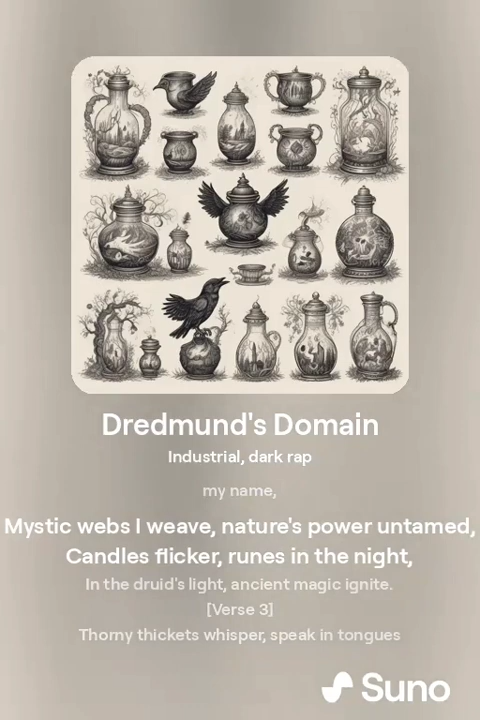 Dredmund's Domain
Industrial, dark rap
my name,
Mystic webs I weave, nature's power untamed,
Candles flicker, runes in the night,
In the druid's light, ancient magic ignite.
[Verse 3]
Thorny thickets whisper, speak in tongues
Suno